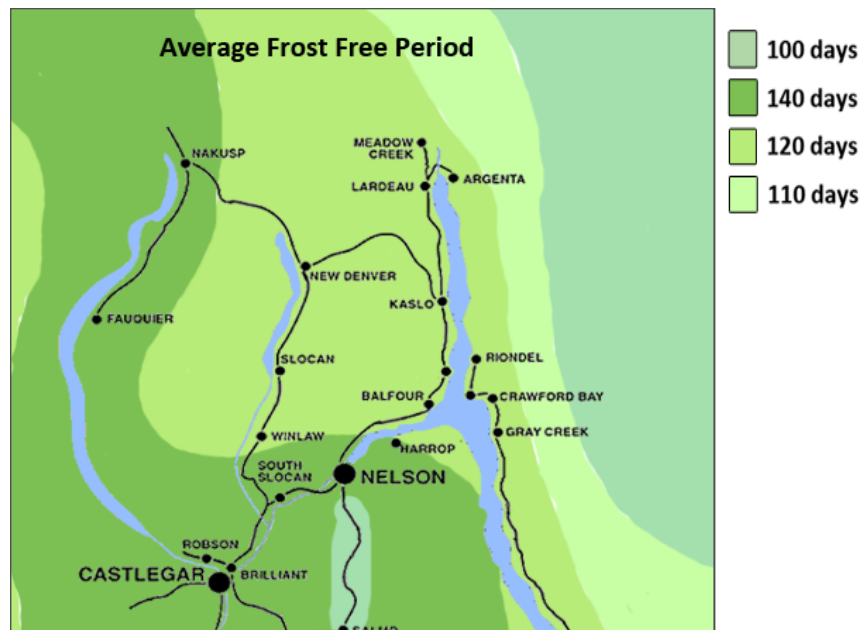 Average Frost Free Period
100 days
140 days
120 days
110 days
MEADOW
CREEK
NAKUSP
LARDEAU
ARGENTA
NEW DENVER
KASLO
FAUQUIER
SLOCAN
RIONDEL
BALFOUR
CRAWFORD BAY
WINLAW
GRAY CREEK
HARROP
SOUTH
SLOCAN
NELSON
ROBSON
CASTLEGAR
BRILLIANT